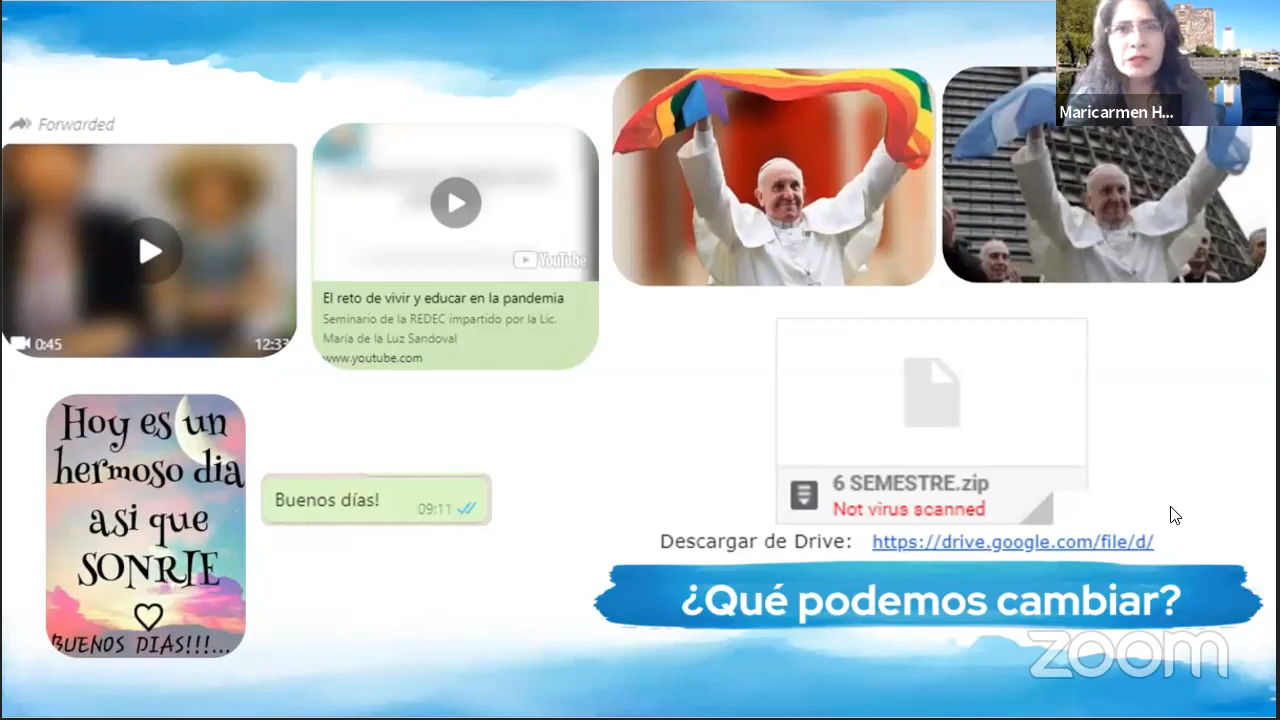 Maricarmen H...
Forwarded
0:45
12:33
YouTube
El reto de vivir y educar en la pandemia
Seminario de la REDEC impartido por la Lic.
María de la Luz Sandoval
www.youtube.com
Hoy es un
hermoso dia
asi que
SONRIE
BUENOS DIAS!!!...
Buenos días!
09:11
6 SEMESTRE.zip
Not virus scanned
Descargar de Drive: https://drive.google.com/file/d/
¿Qué podemos cambiar?
zoom